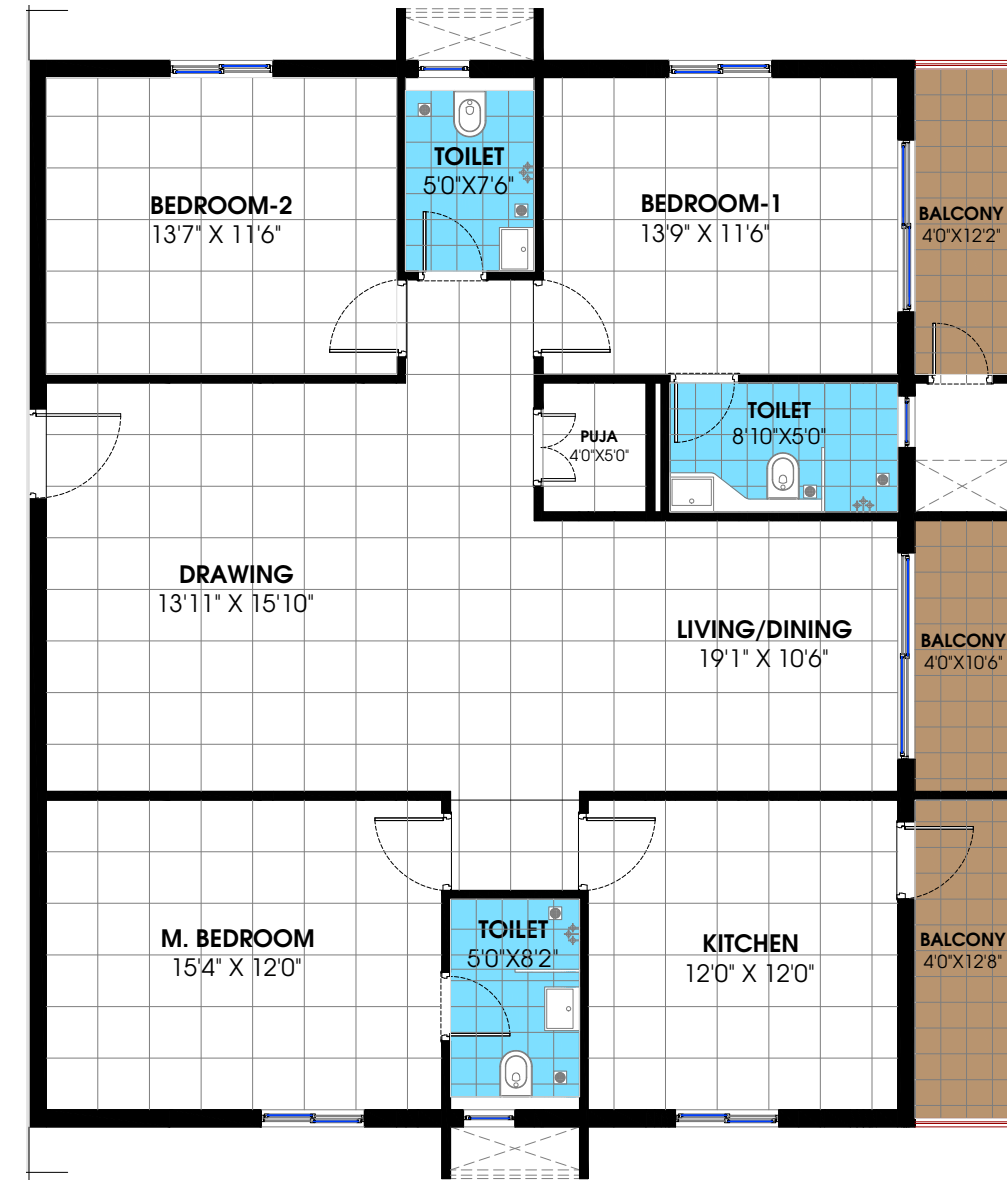 TOILET
5'0"X7'6"
BEDROOM-2
13'7" X 11'6"
BEDROOM-1
13'9" X 11'6"
BALCONY
4'0"X12'2"
TOILET
8'10"X5'0"
PUJA
4'0"X5'0"
DRAWING
13'11" X 15'10"
LIVING/DINING
19'1" X 10'6"
BALCONY
4'0"X10'6"
M. BEDROOM
15'4" X 12'0"
TOILET
5'0"X8'2"
KITCHEN
12'0" X 12'0"
BALCONY
4'0"X12'8"